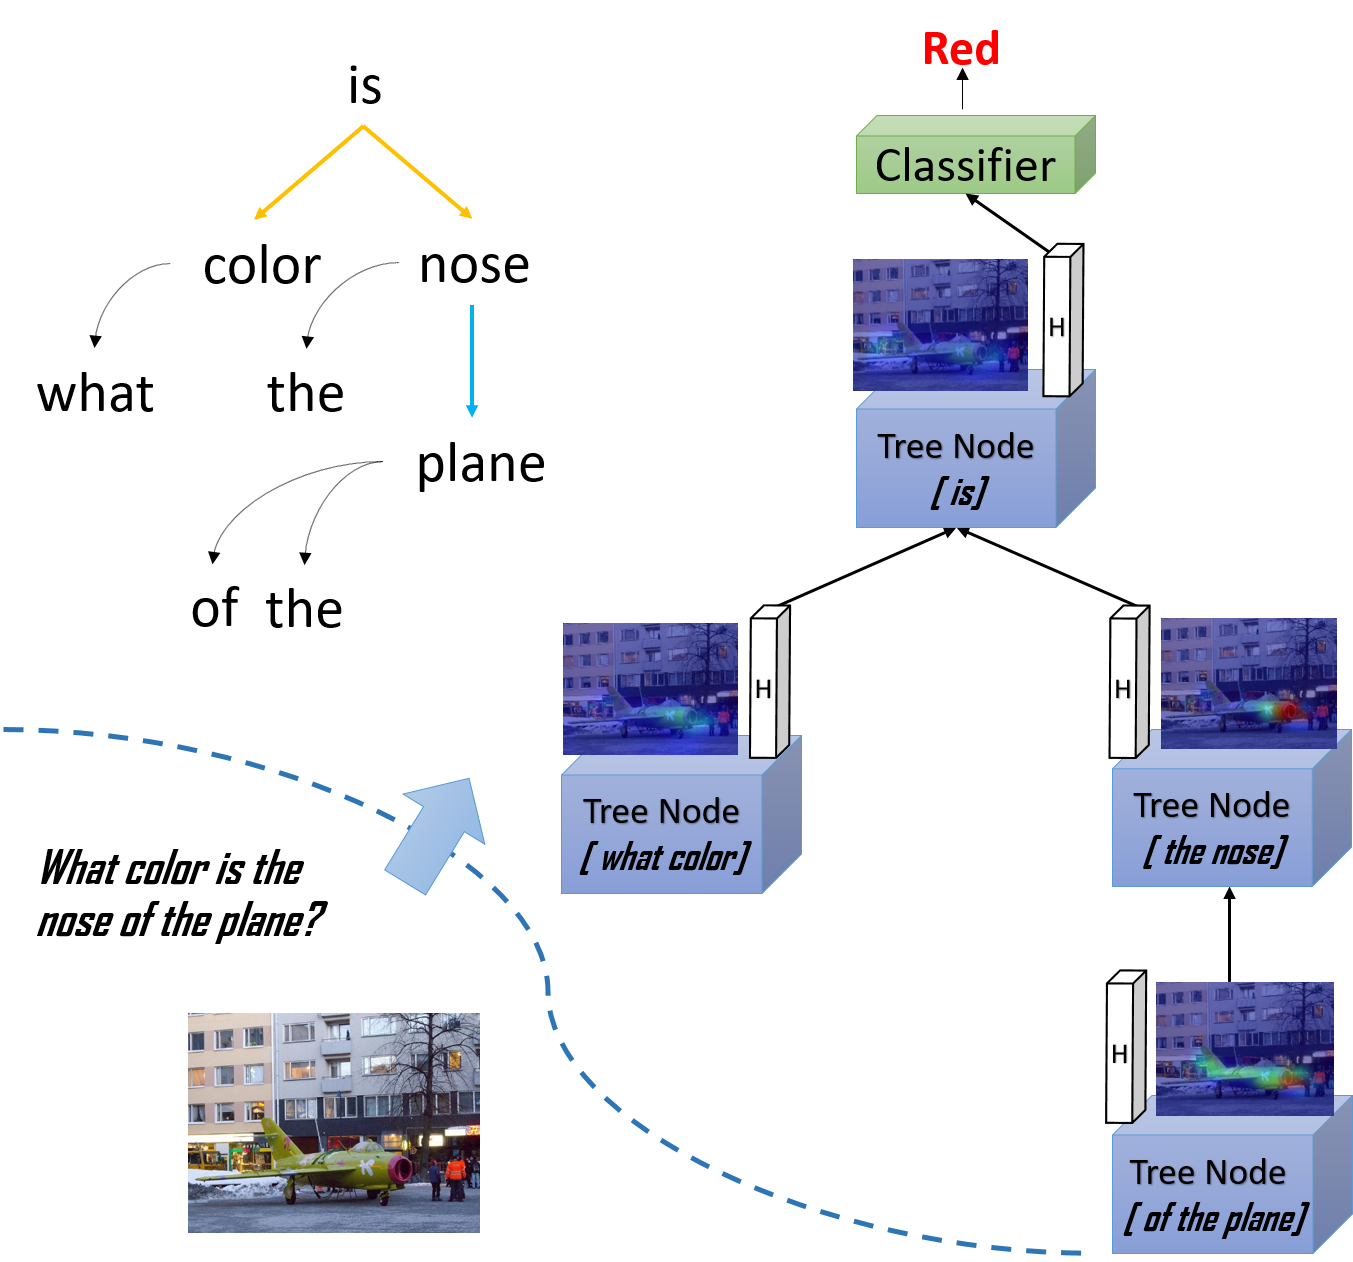 is
color nose
what the
plane
of the
What color is the
nose of the plane?
Red
Classifier
H
Tree Node
[ is]
H
Tree Node
[ what color]
H
Tree Node
[ the nose]
H
Tree Node
[ of the plane]